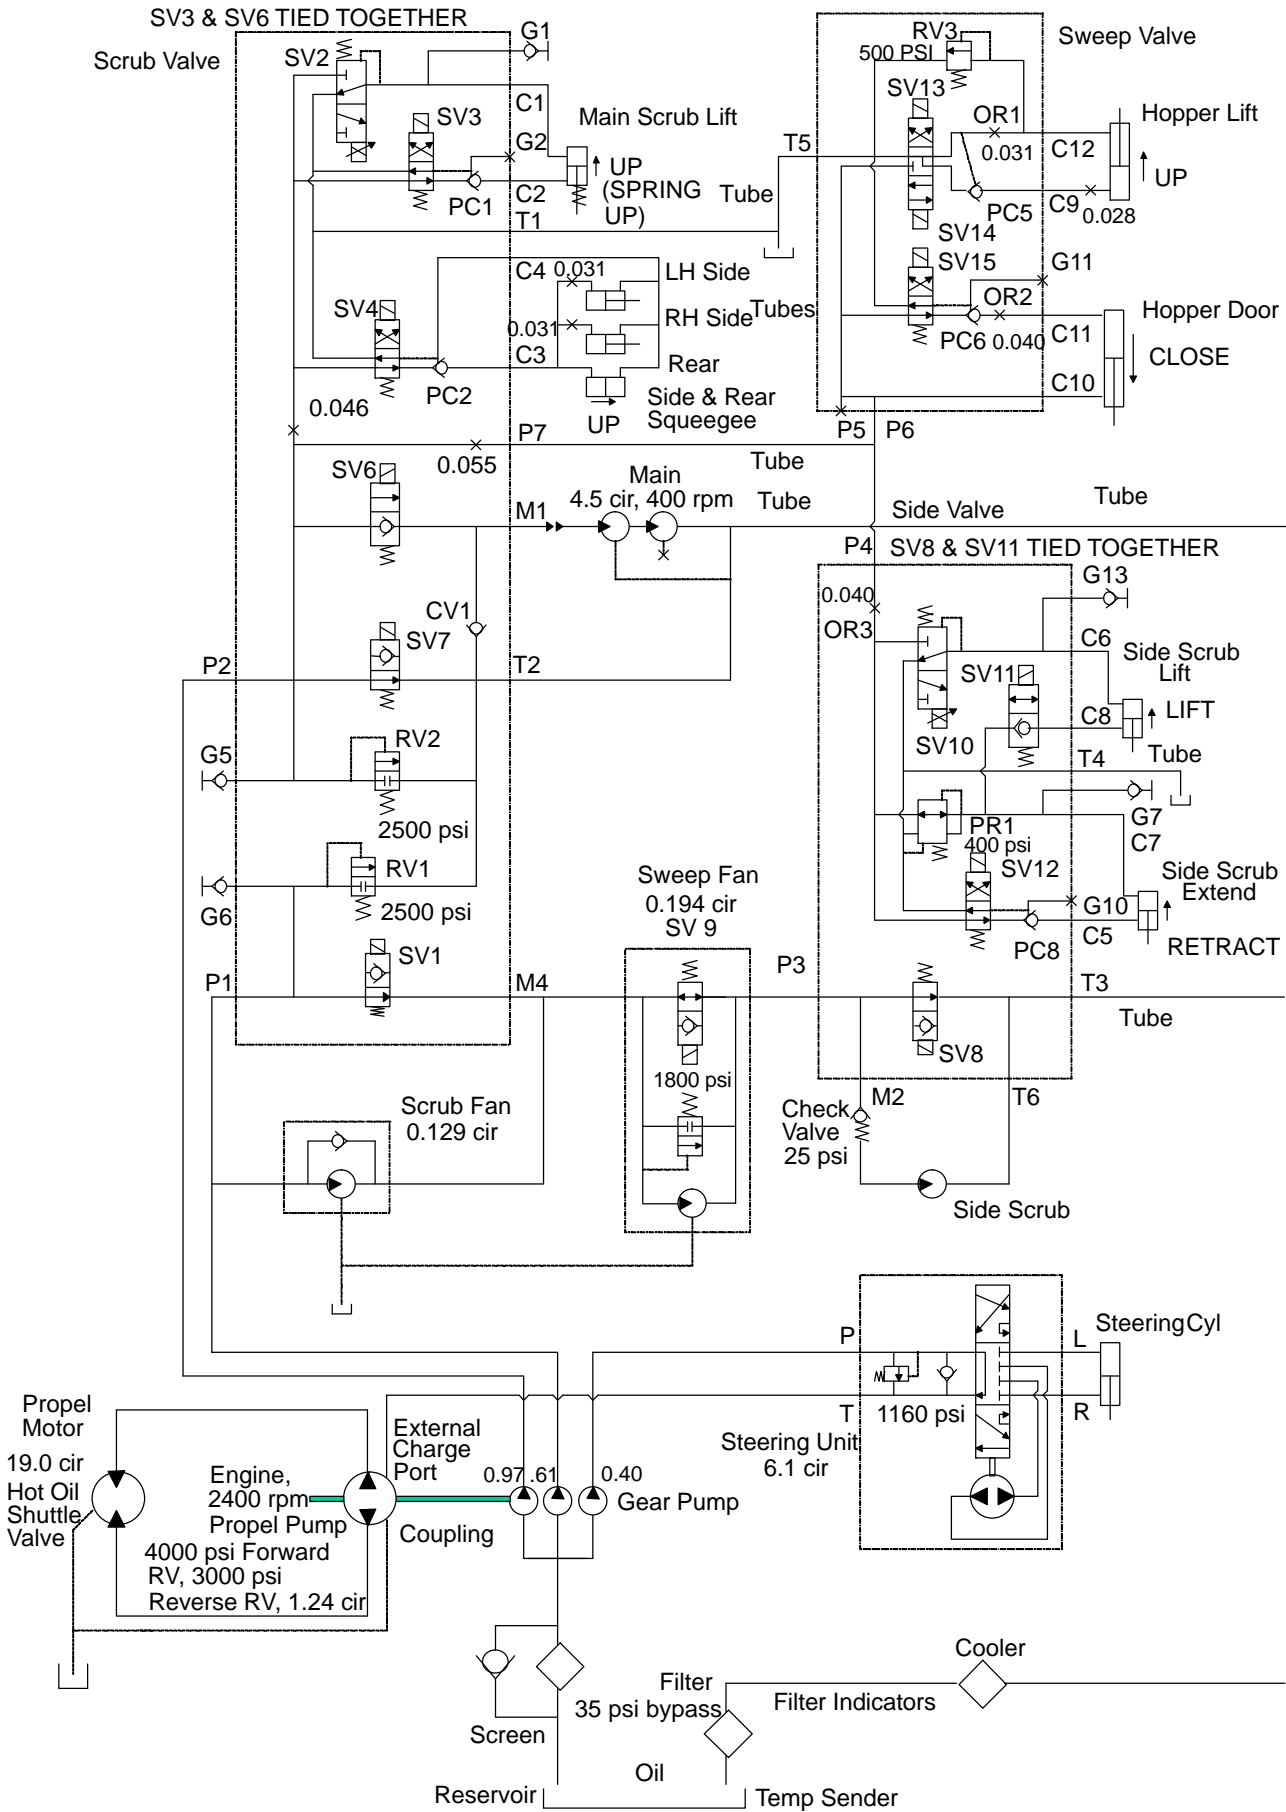 SV3 & SV6 TIED TOGETHER
Scrub Valve
SV2
G1
C1
SV3
G2
Main Scrub Lift
UP
(SPRING
UP)
C2
PC1
T1
Tube
T5
RV3
500 PSI
Sweep Valve
SV13
OR1
0.031
C12
Hopper Lift
UP
PC5
C9
0.028
SV14
SV15
G11
OR2
PC6
0.040
C11
Hopper Door
CLOSE
C10
P5
P6
C4
0.031
LH Side
SV4
0.031
RH Side
Tubes
C3
Rear
PC2
Side & Rear
Squeegee
UP
0.046
P7
0.055
Tube
SV6
Main
4.5 cir, 400 rpm
Tube
M1
Side Valve
Tube
P4
SV8 & SV11 TIED TOGETHER
G13
0.040
OR3
CV1
SV7
P2
T2
C6
Side Scrub
Lift
SV11
LIFT
C8
SV10
T4
Tube
RV2
G5
2500 psi
G7
C7
PR1
400 psi
RV1
G6
2500 psi
Sweep Fan
0.194 cir
SV 9
SV12
Side Scrub
Extend
G10
C5
PC8
RETRACT
SV1
P1
M4
P3
T3
Tube
SV8
1800 psi
M2
T6
Check
Valve
25 psi
Scrub Fan
0.129 cir
Side Scrub
P
L
Steering Cyl
T
1160 psi
R
Steering Unit
6.1 cir
Propel
Motor
19.0 cir
Hot Oil
Shuttle
Valve
External
Charge
Port
Engine,
2400 rpm
Propel Pump
4000 psi Forward
RV, 3000 psi
Reverse RV, 1.24 cir
0.97
.61
0.40
Gear Pump
Coupling
Cooler
Filter
35 psi bypass
Filter Indicators
Screen
Oil
Reservoir
Temp Sender